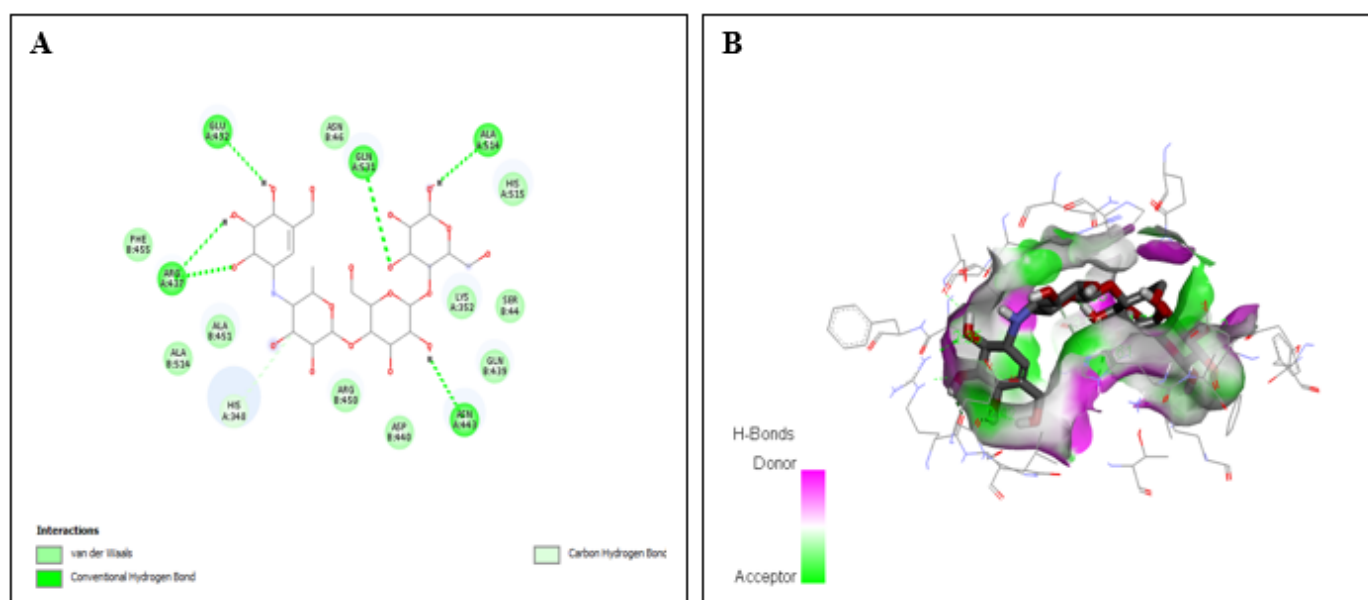 A
GLU
A:432
ASN
B:46
GLN
A:531
ALA
A:514
HIS
A:515
PHE
B:455
ARG
A:437
LYS
A:352
SER
B:44
ALA
B:451
ALA
B:514
HIS
A:348
ARG
B:450
ASP
B:440
GLN
B:439
ASN
A:443
Interactions
van der Waals
Conventional Hydrogen Bond
Carbon Hydrogen Bond
B
H-Bonds
Donor
Acceptor